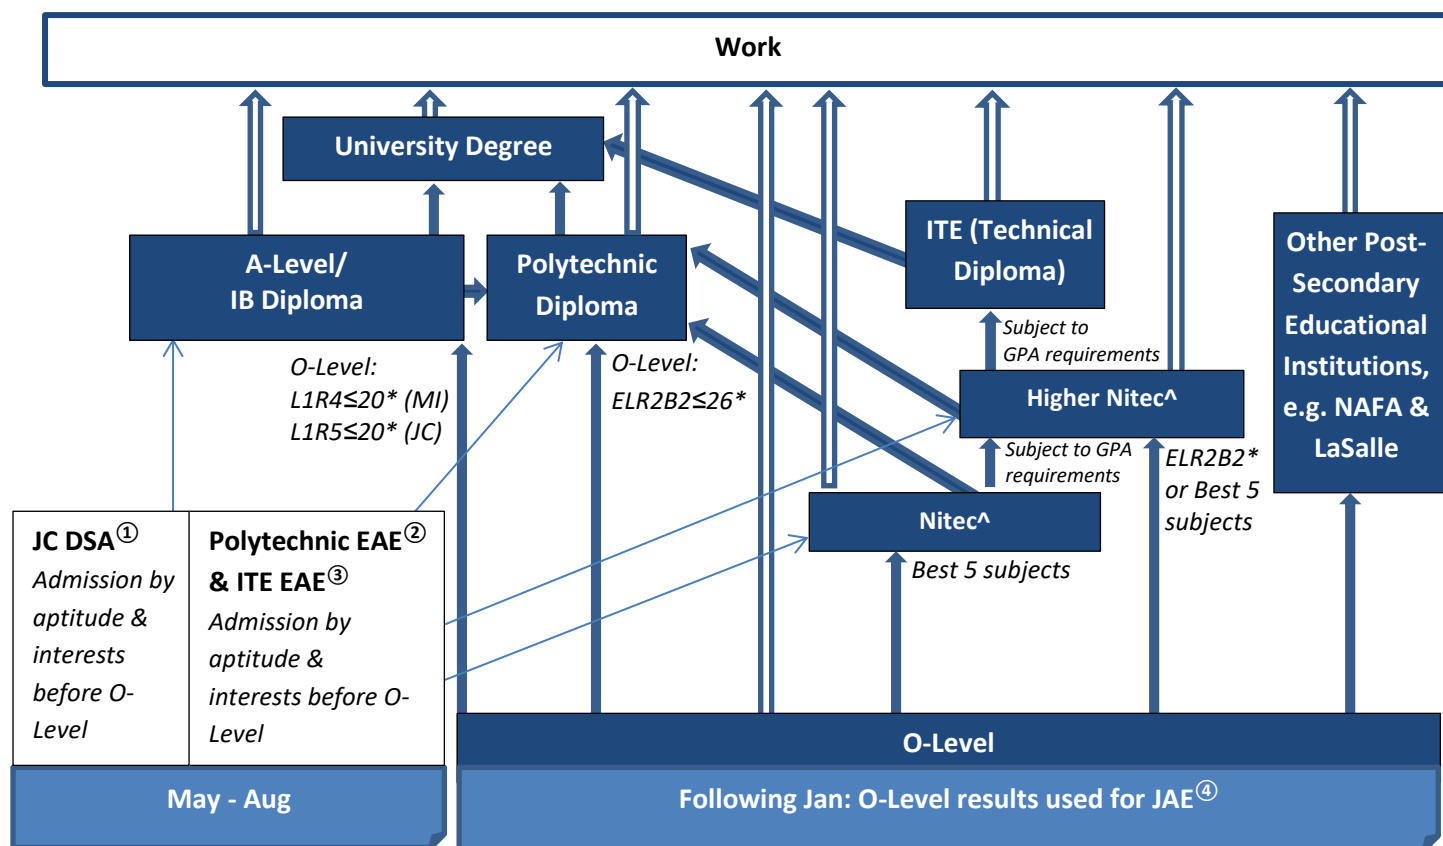 Work
University Degree
A-Level/
IB Diploma
Polytechnic
Diploma
ITE (Technical
Diploma)
Other Post-
Secondary
Educational
Institutions,
e.g. NAFA &
LaSalle
Subject to
GPA requirements
O-Level:
L1R4≤20* (MI)
L1R5≤20* (JC)
O-Level:
ELR2B2≤26*
Higher Nitec^
Subject to GPA
requirements
ELR2B2*
or Best 5
subjects
Nitec^
Best 5 subjects
JC DSA①
Admission by
aptitude &
interests
before O-
Level
Polytechnic EAE②
& ITE EAE③
Admission by
aptitude &
interests before O-
Level
O-Level
May - Aug
Following Jan: O-Level results used for JAE④